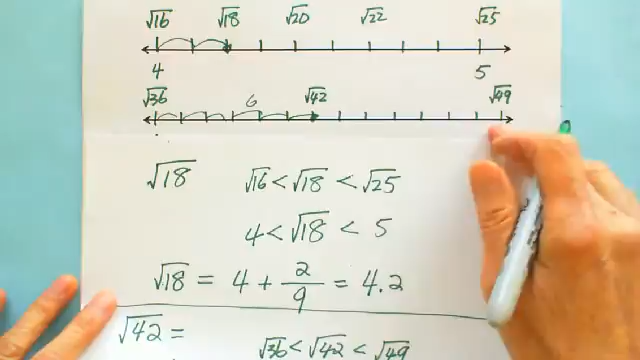 √16 √18 √20 √22 √25
4 5
√36 6 √42 √49
√18 √16 < √18 < √25
4 < √18 < 5
√18 = 4 + 2/9 = 4.2
√42 = √36 < √42 < √49